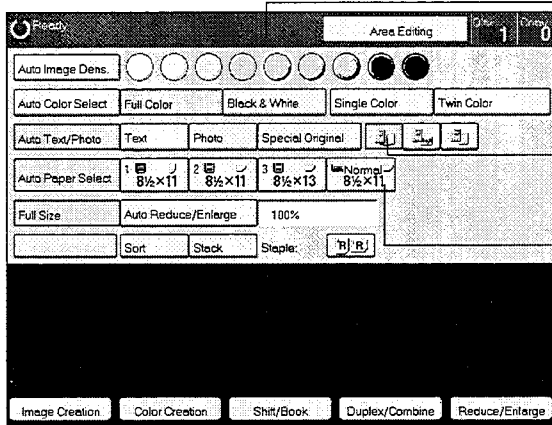 Ready Area Editing 1 0
Auto Image Dens.
Auto Color Select Full Color Black & White Single Color Twin Color
Auto Text/Photo Text Photo Special Original
Auto Paper Select 1 8½×11 2 8½×11 3 8½×13 Normal 8½×11
Full Size Auto Reduce/Enlarge 100%
Sort Stack Staple: R R
Image Creation Color Creation Shift/Book Duplex/Combine Reduce/Enlarge